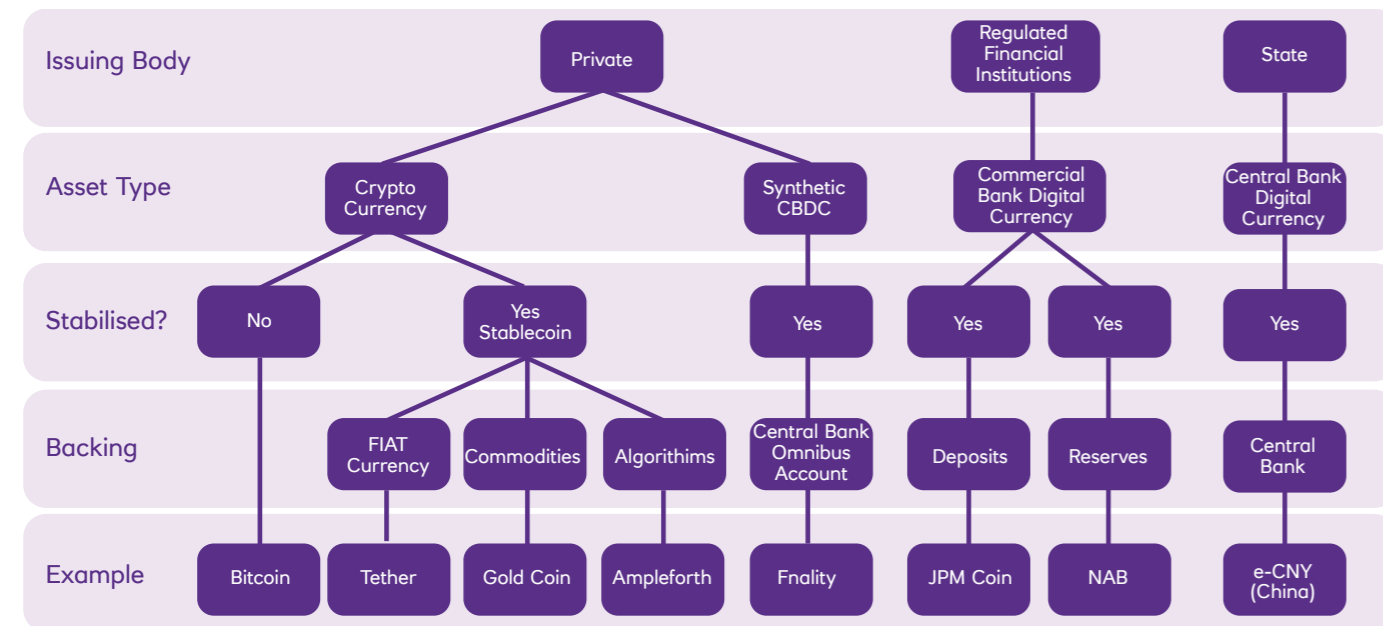 Issuing Body
Private
Regulated
Financial
Institutions
State
Asset Type
Crypto
Currency
Synthetic
CBDC
Commercial
Bank Digital
Currency
Central Bank
Digital
Currency
Stabilised?
No
Yes
Stablecoin
Yes
Yes
Yes
Yes
Backing
FIAT
Currency
Commodities
Algorithims
Central Bank
Omnibus
Account
Deposits
Reserves
Central
Bank
Example
Bitcoin
Tether
Gold Coin
Ampleforth
Fnality
JPM Coin
NAB
e-CNY
(China)